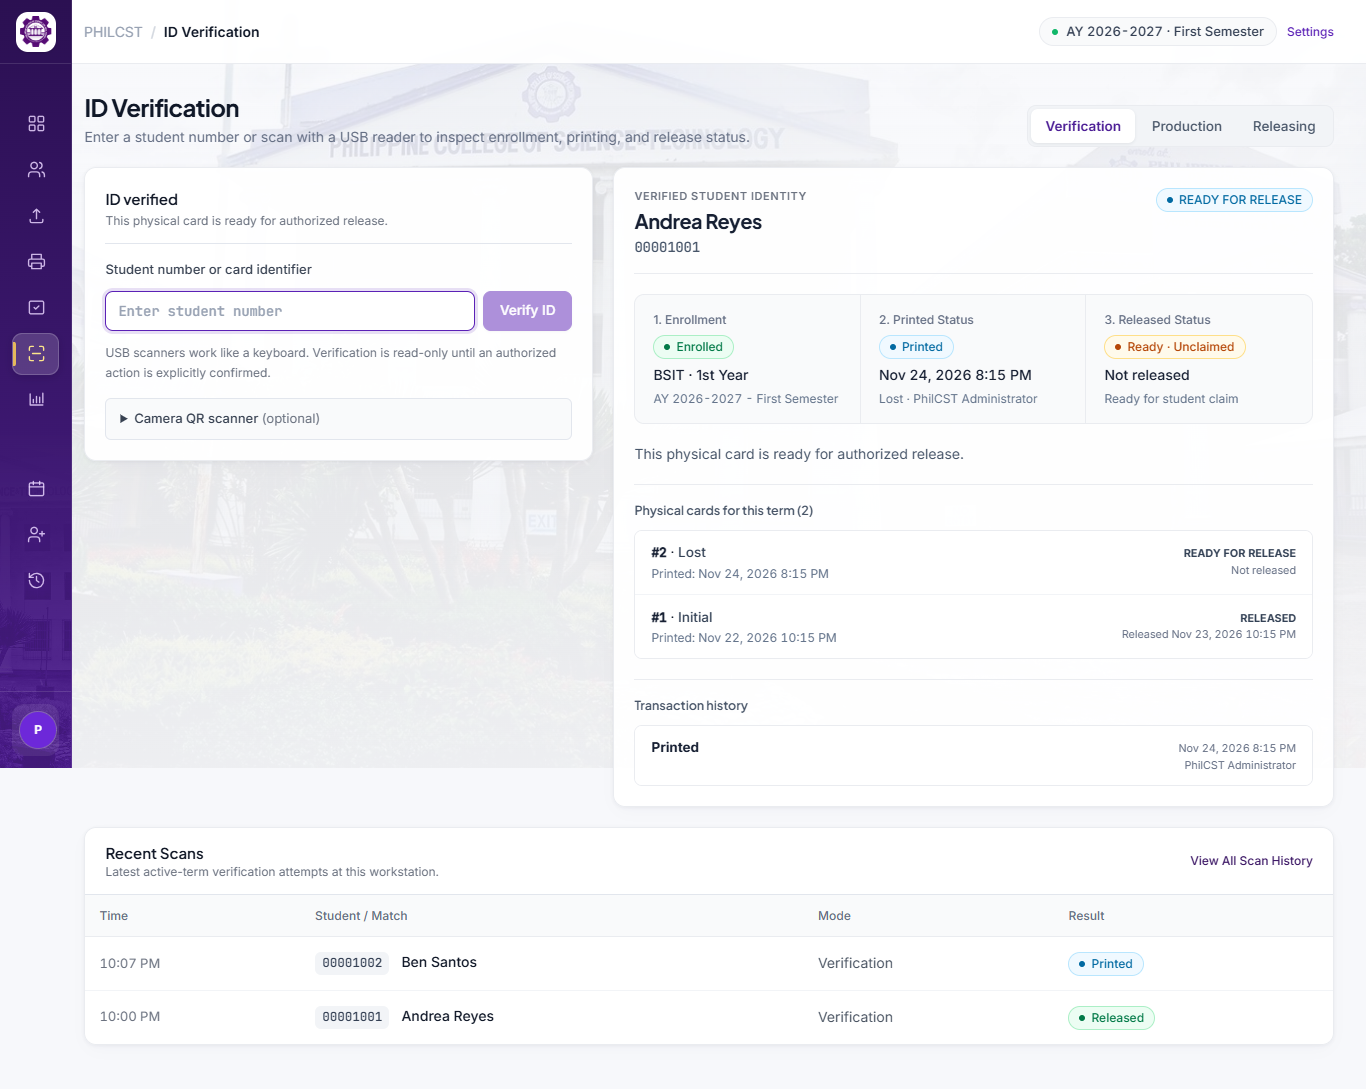 PHILCST / ID Verification
AY 2026-2027 · First Semester
Settings
ID Verification
Enter a student number or scan with a USB reader to inspect enrollment, printing, and release status.
PHILIPPINE COLLEGE OF SCIENCE TECHNOLOGY
Verification
Production
Releasing
ID verified
This physical card is ready for authorized release.
Student number or card identifier
Enter student number
Verify ID
USB scanners work like a keyboard. Verification is read-only until an authorized
action is explicitly confirmed.
Camera QR scanner (optional)
EXIT
VERIFIED STUDENT IDENTITY
READY FOR RELEASE
Andrea Reyes
00001001
1. Enrollment
Enrolled
BSIT · 1st Year
AY 2026-2027 - First Semester
2. Printed Status
Printed
Nov 24, 2026 8:15 PM
Lost · PhilCST Administrator
3. Released Status
Ready · Unclaimed
Not released
Ready for student claim
This physical card is ready for authorized release.
Physical cards for this term (2)
#2 · Lost
READY FOR RELEASE
Printed: Nov 24, 2026 8:15 PM
Not released
#1 · Initial
RELEASED
Printed: Nov 22, 2026 10:15 PM
Released Nov 23, 2026 10:15 PM
Transaction history
Printed
Nov 24, 2026 8:15 PM
PhilCST Administrator
P
Recent Scans
Latest active-term verification attempts at this workstation.
View All Scan History
Time Student / Match Mode Result
10:07 PM 00001002 Ben Santos Verification Printed
10:00 PM 00001001 Andrea Reyes Verification Released